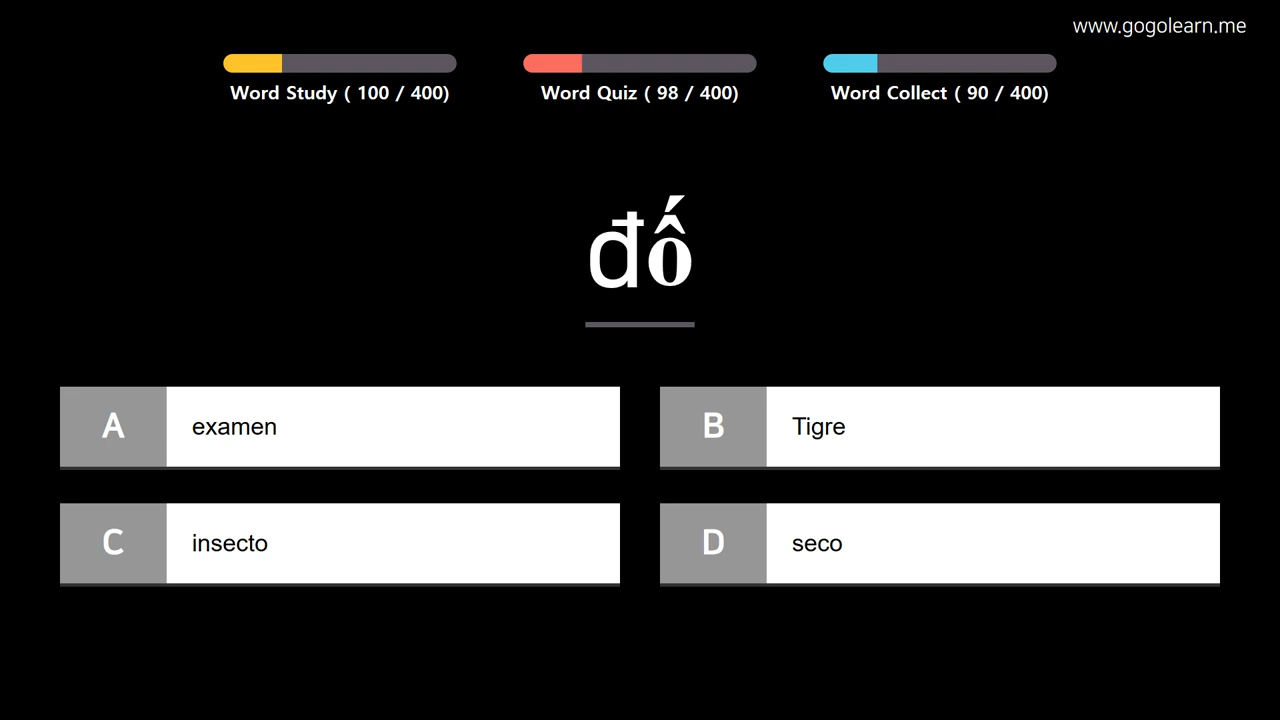 www.gogolearn.me
Word Study ( 100 / 400)
Word Quiz ( 98 / 400)
Word Collect ( 90 / 400)
đố
A examen
B Tigre
C insecto
D seco